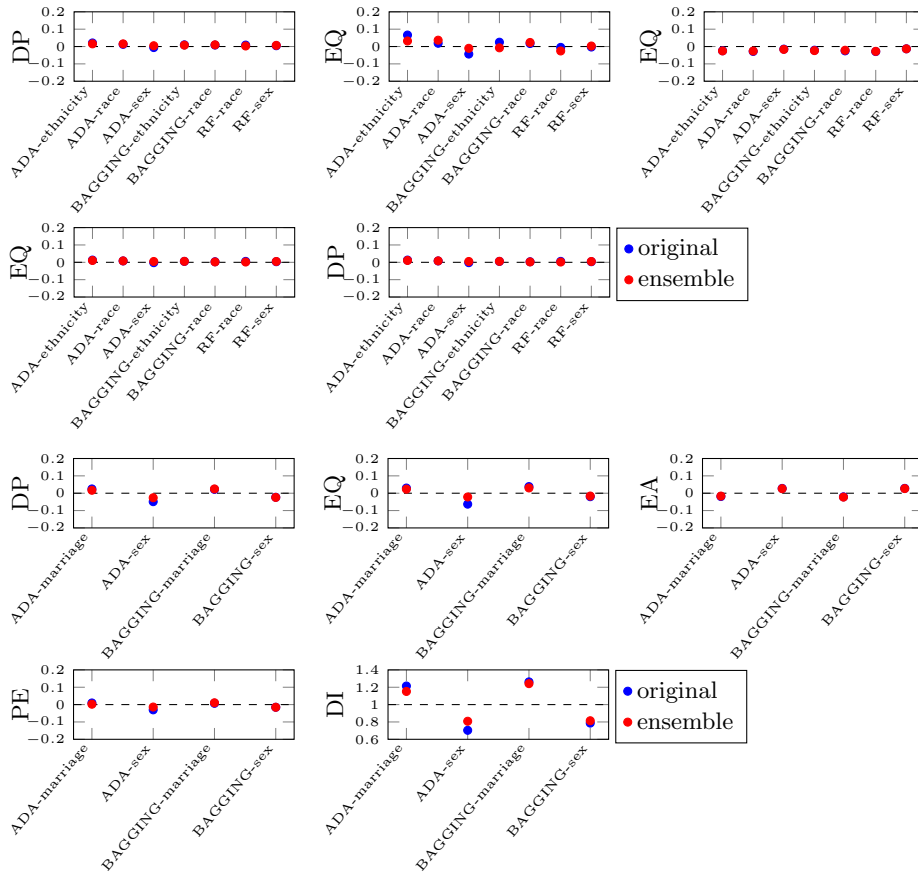 DP
0.2
0.1
0
−0.1
−0.2
ADA-ethnicity
ADA-race
ADA-sex
BAGGING-ethnicity
BAGGING-race
RF-race
RF-sex
EQ
0.2
0.1
0
−0.1
−0.2
ADA-ethnicity
ADA-race
ADA-sex
BAGGING-ethnicity
BAGGING-race
RF-race
RF-sex
EQ
0.2
0.1
0
−0.1
−0.2
ADA-ethnicity
ADA-race
ADA-sex
BAGGING-ethnicity
BAGGING-race
RF-race
RF-sex
EQ
0.2
0.1
0
−0.1
−0.2
ADA-ethnicity
ADA-race
ADA-sex
BAGGING-ethnicity
BAGGING-race
RF-race
RF-sex
DP
0.2
0.1
0
−0.1
−0.2
ADA-ethnicity
ADA-race
ADA-sex
BAGGING-ethnicity
BAGGING-race
RF-race
RF-sex
original
ensemble
DP
0.2
0.1
0
−0.1
−0.2
ADA-marriage
ADA-sex
BAGGING-marriage
BAGGING-sex
EQ
0.2
0.1
0
−0.1
−0.2
ADA-marriage
ADA-sex
BAGGING-marriage
BAGGING-sex
EA
0.2
0.1
0
−0.1
−0.2
ADA-marriage
ADA-sex
BAGGING-marriage
BAGGING-sex
PE
0.2
0.1
0
−0.1
−0.2
ADA-marriage
ADA-sex
BAGGING-marriage
BAGGING-sex
DI
1.4
1.2
1
0.8
0.6
ADA-marriage
ADA-sex
BAGGING-marriage
BAGGING-sex
original
ensemble